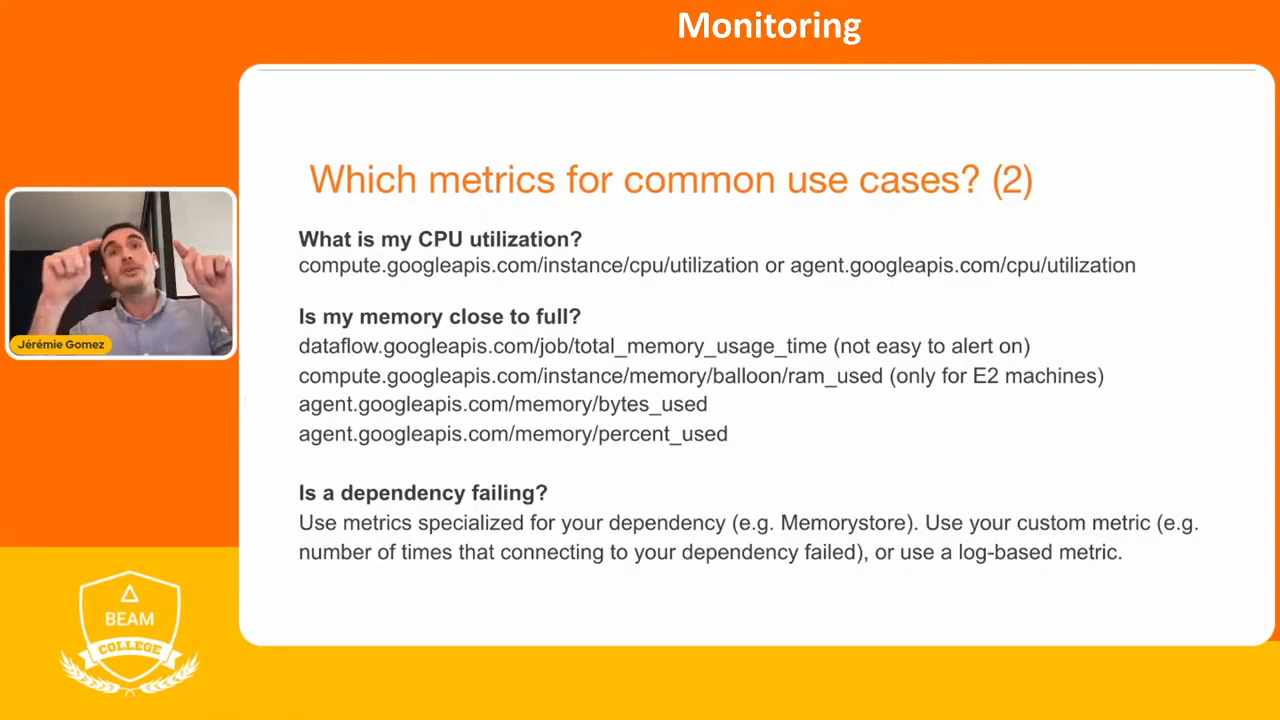 Monitoring
Which metrics for common use cases? (2)
What is my CPU utilization?
compute.googleapis.com/instance/cpu/utilization or agent.googleapis.com/cpu/utilization
Is my memory close to full?
dataflow.googleapis.com/job/total_memory_usage_time (not easy to alert on)
compute.googleapis.com/instance/memory/balloon/ram_used (only for E2 machines)
agent.googleapis.com/memory/bytes_used
agent.googleapis.com/memory/percent_used
Is a dependency failing?
Use metrics specialized for your dependency (e.g. Memorystore). Use your custom metric (e.g.
number of times that connecting to your dependency failed), or use a log-based metric.
Jérémie Gomez
BEAM
COLLEGE